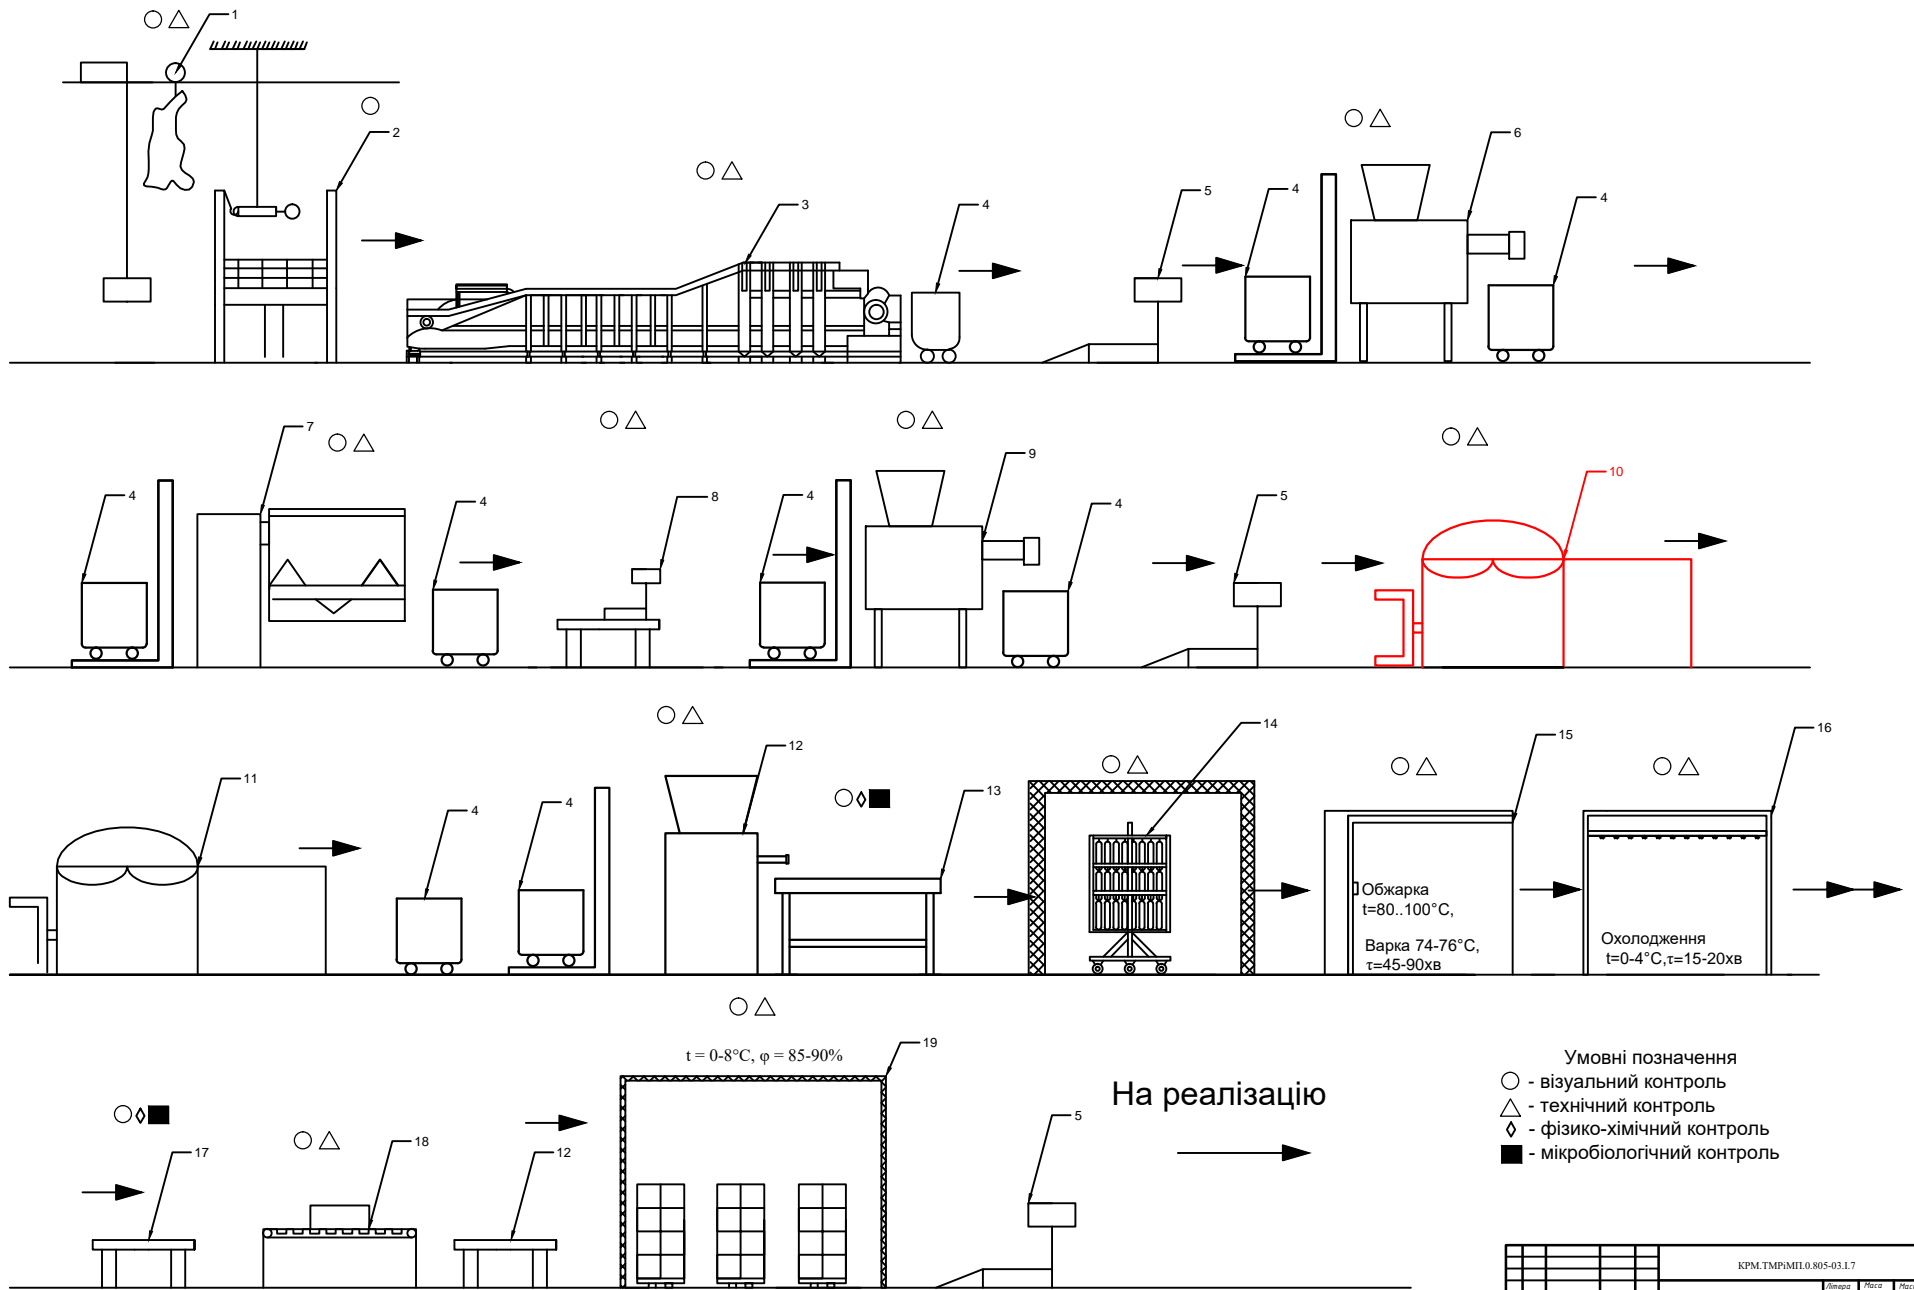 1
2
3
4
5
4
6
4
7
4
4
8
4
9
4
5
10
11
4
4
12
13
14
15
16
Обжарка
t=80..100°C,
Варка 74-76°C,
τ=45-90хв
Охолодження
t=0-4°C,τ=15-20хв
t = 0-8°C, φ = 85-90%
19
17
18
12
5
На реалізацію
Умовні позначення
- візуальний контроль
- технічний контроль
- фізико-хімічний контроль
- мікробіологічний контроль
КРМ.ТМРіМП.0.805-03.1.7
Літера Маса